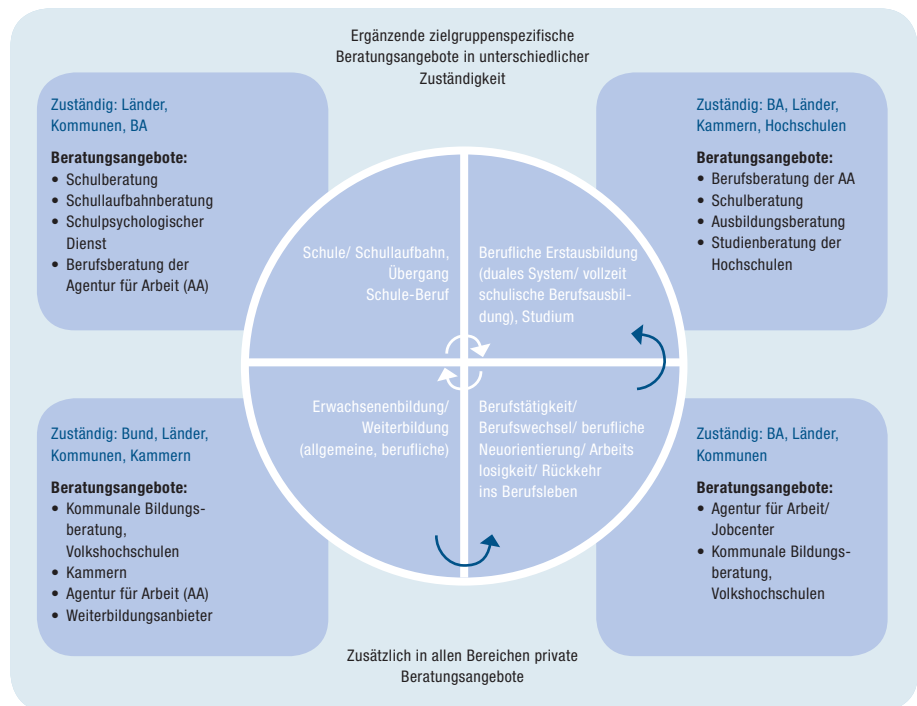 Ergänzende zielgruppenspezifische
Beratungsangebote in unterschiedlicher
Zuständigkeit
Zuständig: Länder,
Kommunen, BA
Beratungsangebote:
• Schulberatung
• Schullaufbahnberatung
• Schulpsychologischer
Dienst
• Berufsberatung der
Agentur für Arbeit (AA)
Zuständig: BA, Länder,
Kammern, Hochschulen
Beratungsangebote:
• Berufsberatung der AA
• Schulberatung
• Ausbildungsberatung
• Studienberatung der
Hochschulen
Schule/ Schullaufbahn,
Übergang
Schule-Beruf
Berufliche Erstausbildung
(duales System/ vollzeit
schulische Berufsausbil-
dung), Studium
Erwachsenenbildung/
Weiterbildung
(allgemeine, berufliche)
Berufstätigkeit/
Berufswechsel/ berufliche
Neuorientierung/ Arbeits
losigkeit/ Rückkehr
ins Berufsleben
Zuständig: Bund, Länder,
Kommunen, Kammern
Beratungsangebote:
• Kommunale Bildungs-
beratung,
Volkshochschulen
• Kammern
• Agentur für Arbeit (AA)
• Weiterbildungsanbieter
Zuständig: BA, Länder,
Kommunen
Beratungsangebote:
• Agentur für Arbeit/
Jobcenter
• Kommunale Bildungs-
beratung,
Volkshochschulen
Zusätzlich in allen Bereichen private
Beratungsangebote